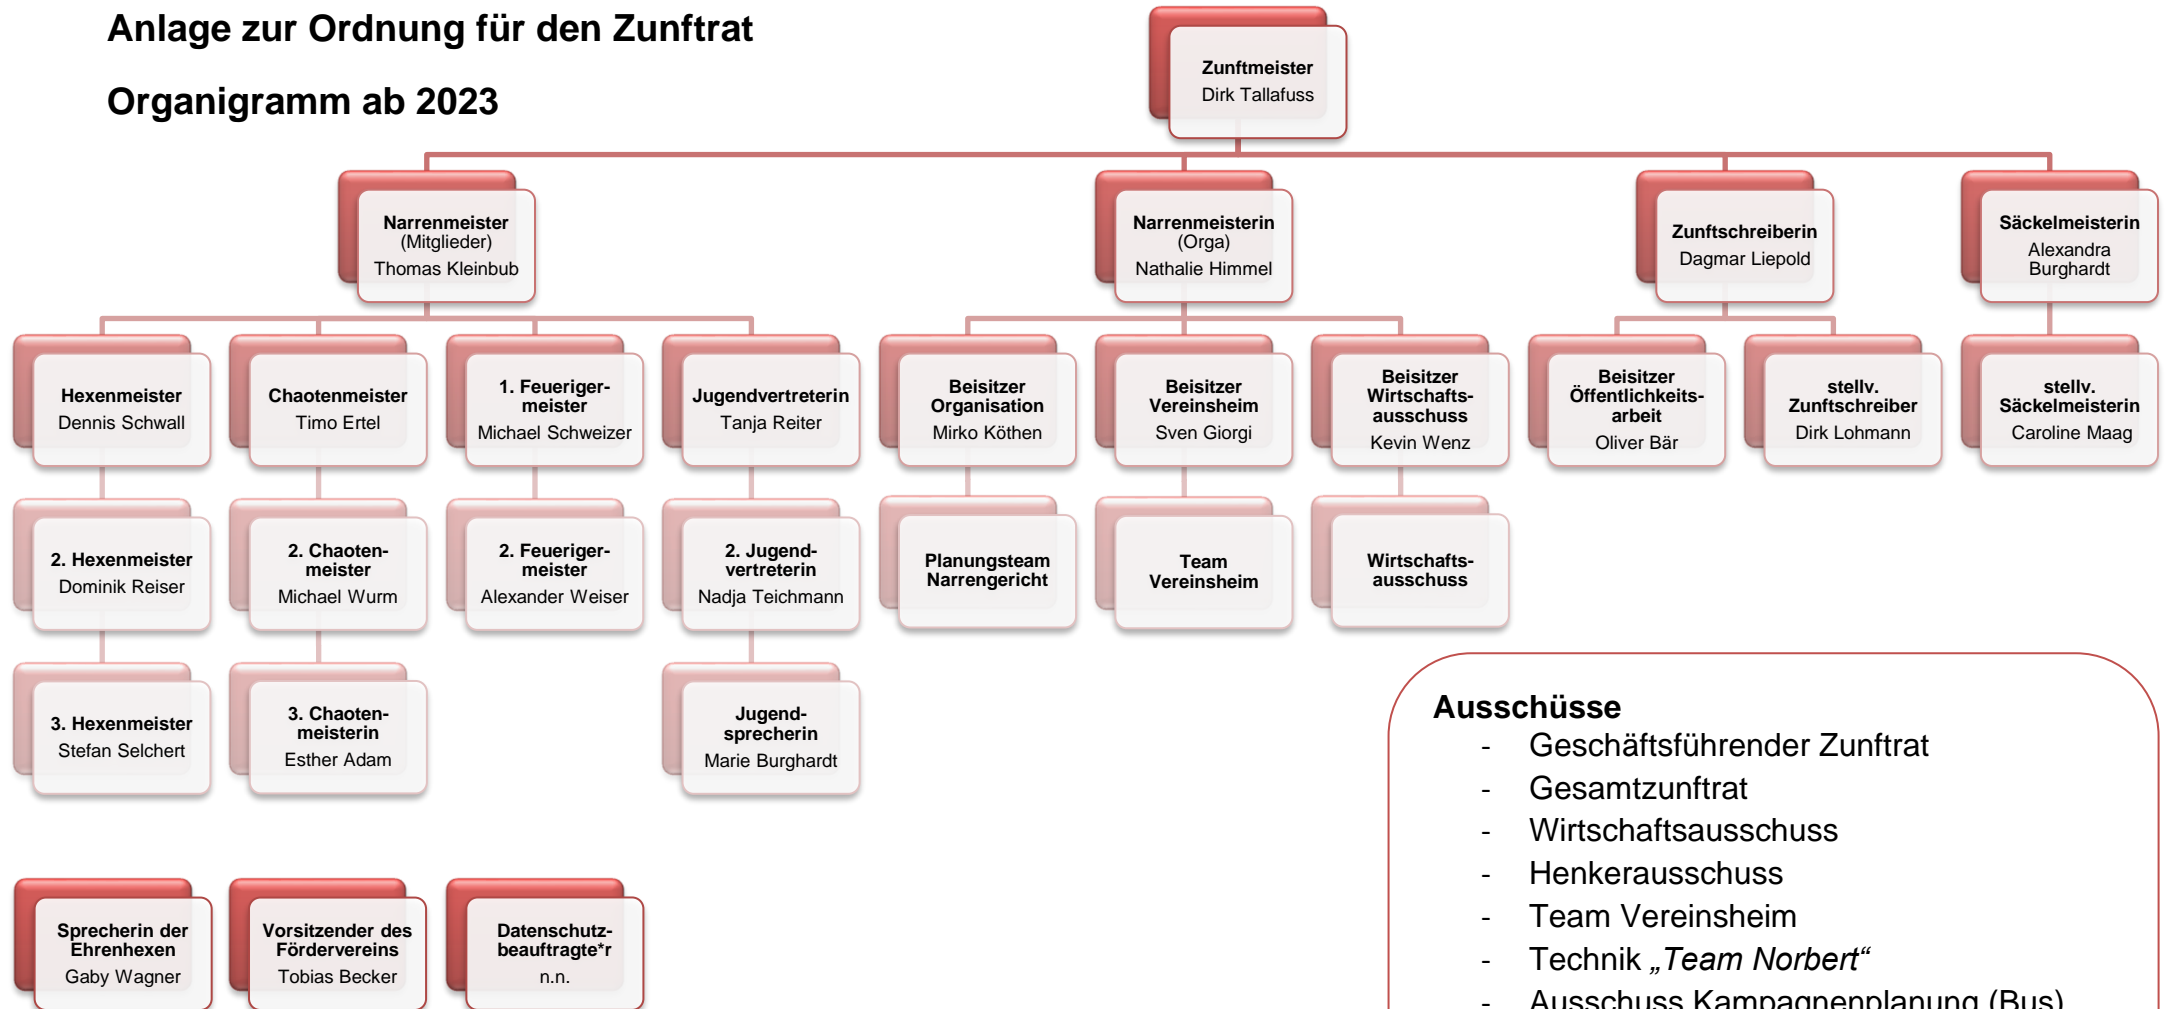 Anlage zur Ordnung für den Zunftrat
Organigramm ab 2023
Zunftmeister
Dirk Tallafuss
Narrenmeister
(Mitglieder)
Thomas Kleinbub
Narrenmeisterin
(Orga)
Nathalie Himmel
Zunftschreiberin
Dagmar Liepold
Säckelmeisterin
Alexandra
Burghardt
Hexenmeister
Dennis Schwall
Chaotenmeister
Timo Ertel
1. Feueriger-
meister
Michael Schweizer
Jugendvertreterin
Tanja Reiter
Beisitzer
Organisation
Mirko Köthen
Beisitzer
Vereinsheim
Sven Giorgi
Beisitzer
Wirtschafts-
ausschuss
Kevin Wenz
Beisitzer
Öffentlichkeits-
arbeit
Oliver Bär
stellv.
Zunftschreiber
Dirk Lohmann
stellv.
Säckelmeisterin
Caroline Maag
2. Hexenmeister
Dominik Reiser
2. Chaoten-
meister
Michael Wurm
2. Feueriger-
meister
Alexander Weiser
2. Jugend-
vertreterin
Nadja Teichmann
Planungsteam
Narrengericht
Team
Vereinsheim
Wirtschafts-
ausschuss
3. Hexenmeister
Stefan Selchert
3. Chaoten-
meisterin
Esther Adam
Jugend-
sprecherin
Marie Burghardt
Sprecherin der
Ehrenhexen
Gaby Wagner
Vorsitzender des
Fördervereins
Tobias Becker
Datenschutz-
beauftragte*r
n.n.
Ausschüsse
- Geschäftsführender Zunftrat
- Gesamtzunftrat
- Wirtschaftsausschuss
- Henkerausschuss
- Team Vereinsheim
- Technik „Team Norbert“
- Ausschuss Kampagnenplanung (Bus)